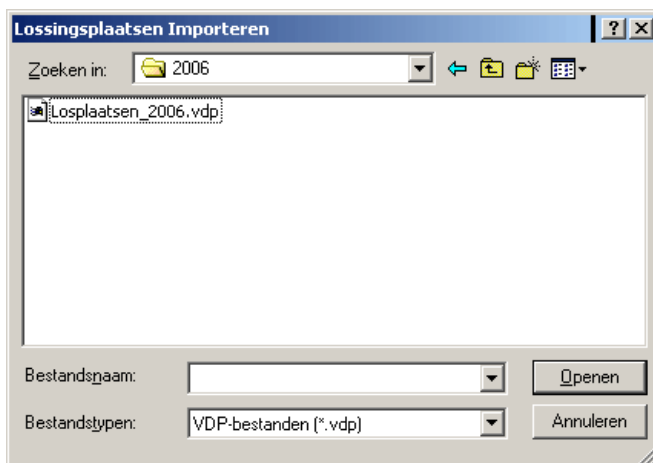 Lossingsplaatsen Importeren
Zoeken in: 2006
Losplaatsen_2006.vdp
Bestandsnaam: Openen
Bestandstypen: VDP-bestanden (*.vdp) Annuleren